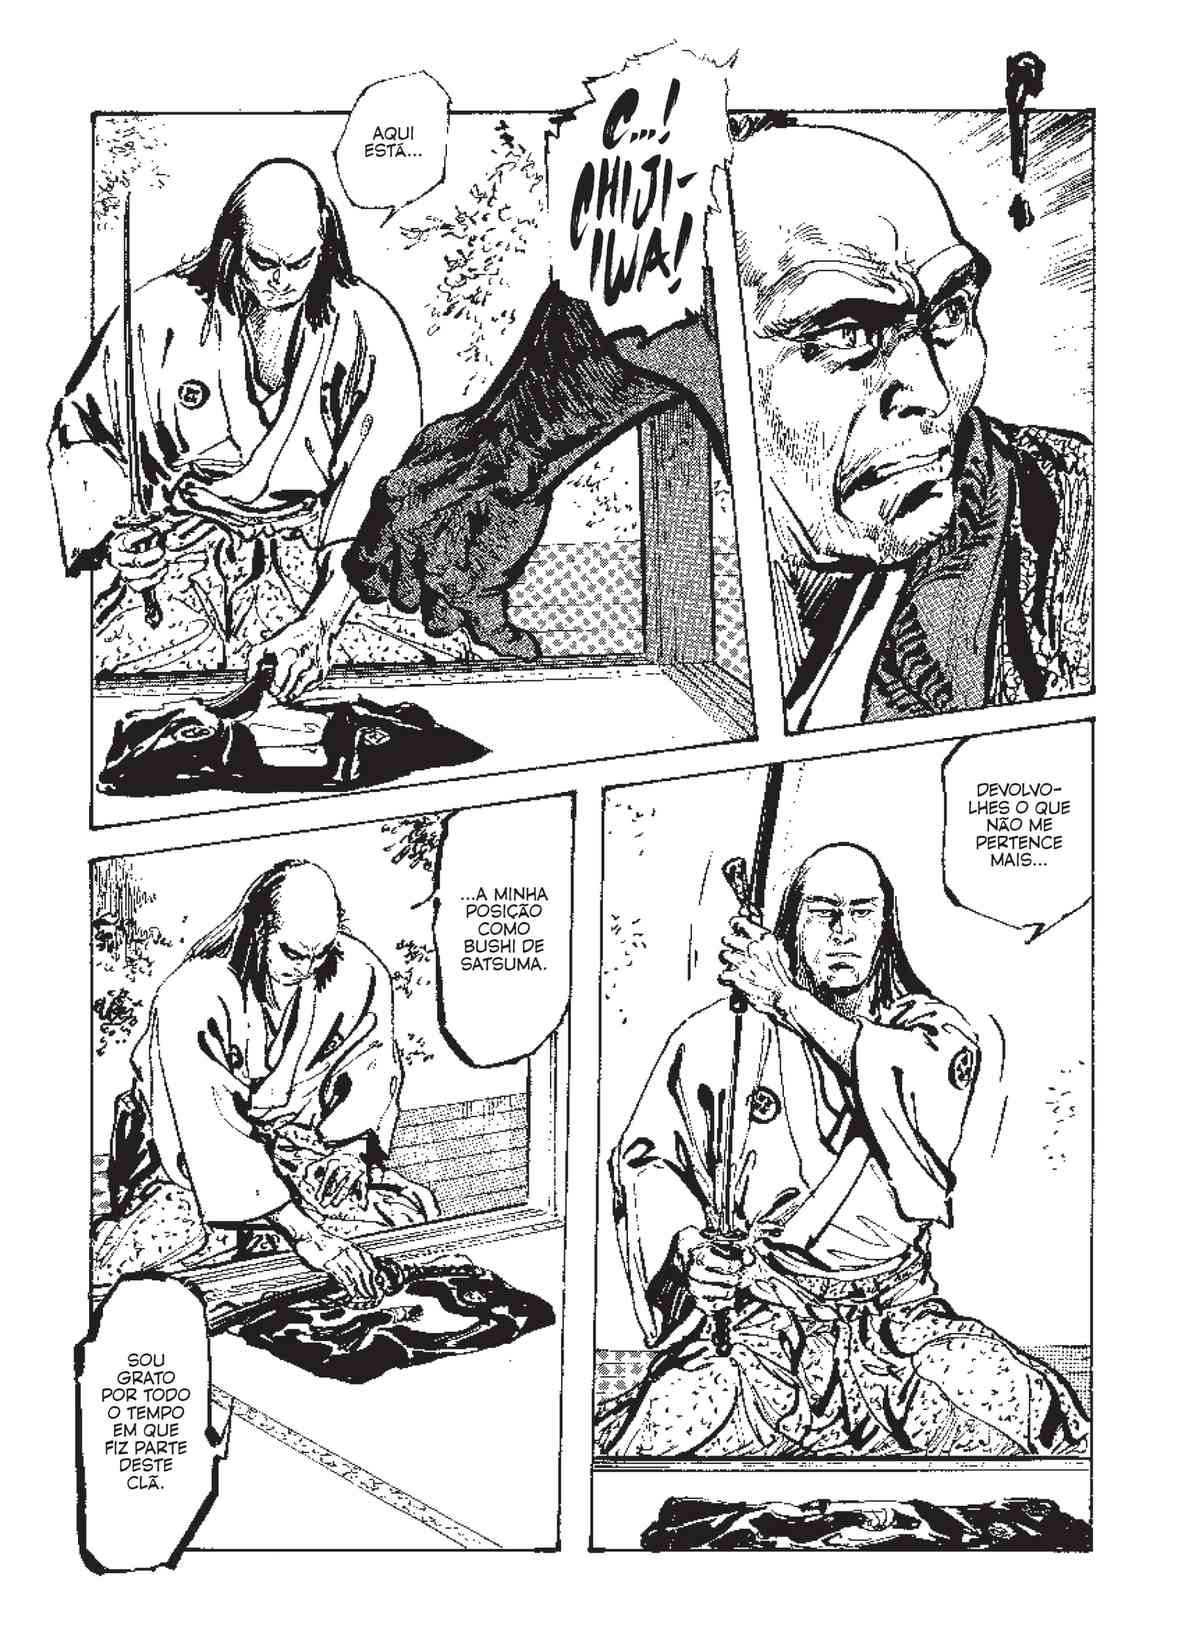 !
C...!
CHIJI-
IWA!
AQUI
ESTÁ...
DEVOLVO-
LHES O QUE
NÃO ME
PERTENCE
MAIS...
...A MINHA
POSIÇÃO
COMO
BUSHI DE
SATSUMA.
SOU
GRATO
POR TODO
O TEMPO
EM QUE
FIZ PARTE
DESTE
CLÃ.